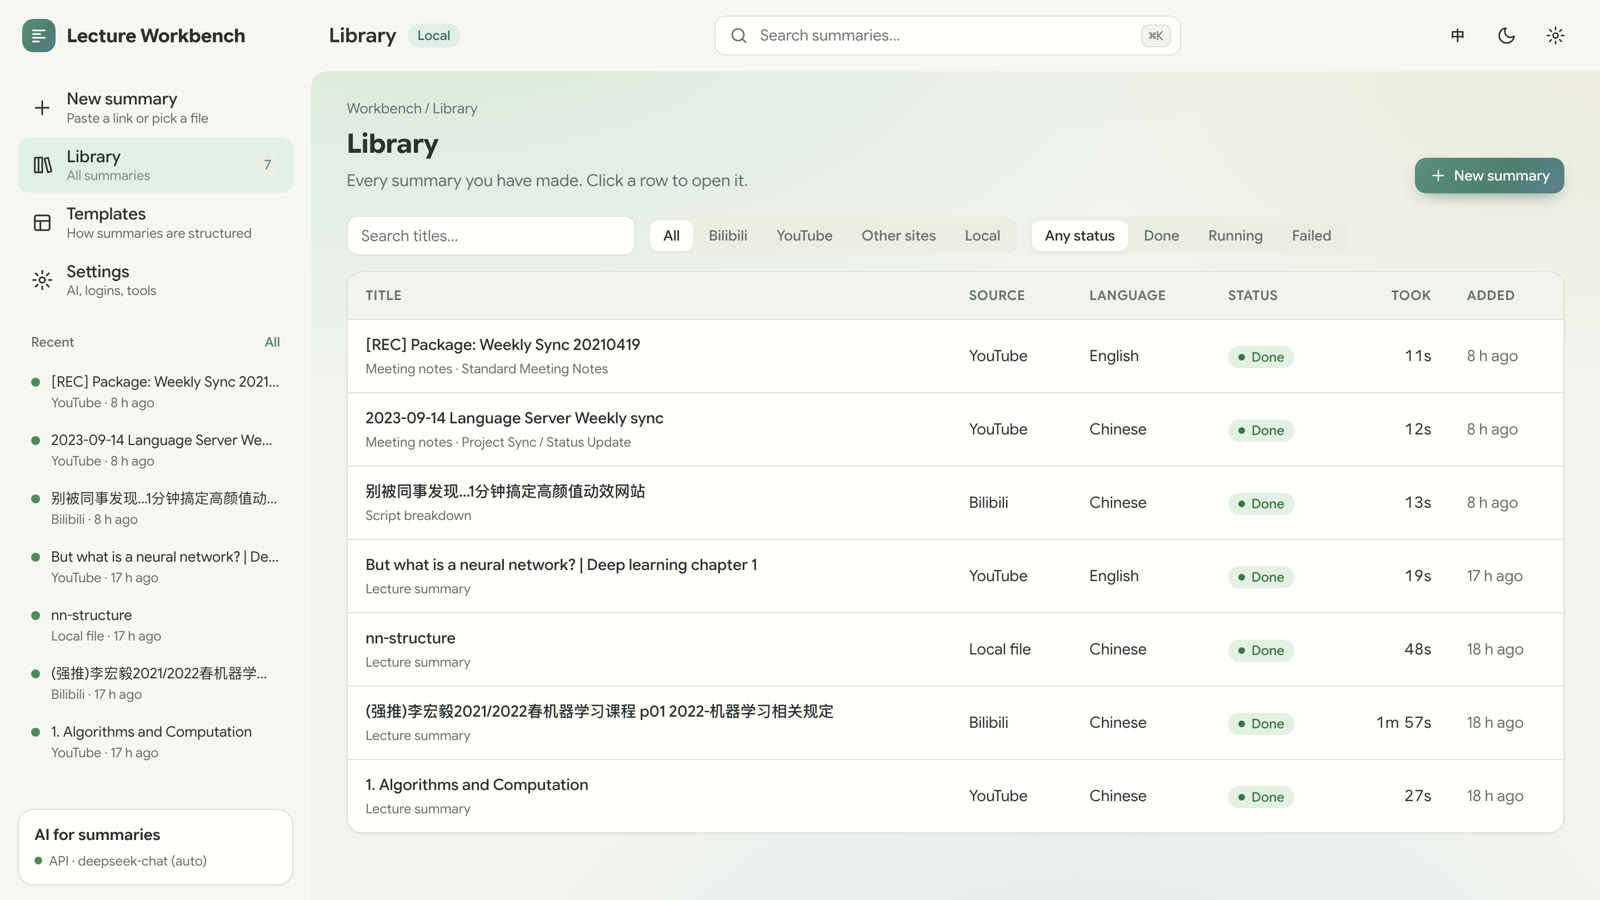 Lecture Workbench
Library
Local
Search summaries...
⌘K
中
New summary
Paste a link or pick a file
Library
All summaries
7
Templates
How summaries are structured
Settings
AI, logins, tools
Recent
All
[REC] Package: Weekly Sync 2021...
YouTube · 8 h ago
2023-09-14 Language Server We...
YouTube · 8 h ago
别被同事发现...1分钟搞定高颜值动...
Bilibili · 8 h ago
But what is a neural network? | De...
YouTube · 17 h ago
nn-structure
Local file · 17 h ago
(强推)李宏毅2021/2022春机器学...
Bilibili · 17 h ago
1. Algorithms and Computation
YouTube · 17 h ago
AI for summaries
API · deepseek-chat (auto)
Workbench / Library
Library
Every summary you have made. Click a row to open it.
New summary
Search titles...
All
Bilibili
YouTube
Other sites
Local
Any status
Done
Running
Failed
TITLE SOURCE LANGUAGE STATUS TOOK ADDED
[REC] Package: Weekly Sync 20210419
Meeting notes · Standard Meeting Notes
YouTube English Done 11s 8 h ago
2023-09-14 Language Server Weekly sync
Meeting notes · Project Sync / Status Update
YouTube Chinese Done 12s 8 h ago
别被同事发现...1分钟搞定高颜值动效网站
Script breakdown
Bilibili Chinese Done 13s 8 h ago
But what is a neural network? | Deep learning chapter 1
Lecture summary
YouTube English Done 19s 17 h ago
nn-structure
Lecture summary
Local file Chinese Done 48s 18 h ago
(强推)李宏毅2021/2022春机器学习课程 p01 2022-机器学习相关规定
Lecture summary
Bilibili Chinese Done 1m 57s 18 h ago
1. Algorithms and Computation
Lecture summary
YouTube Chinese Done 27s 18 h ago